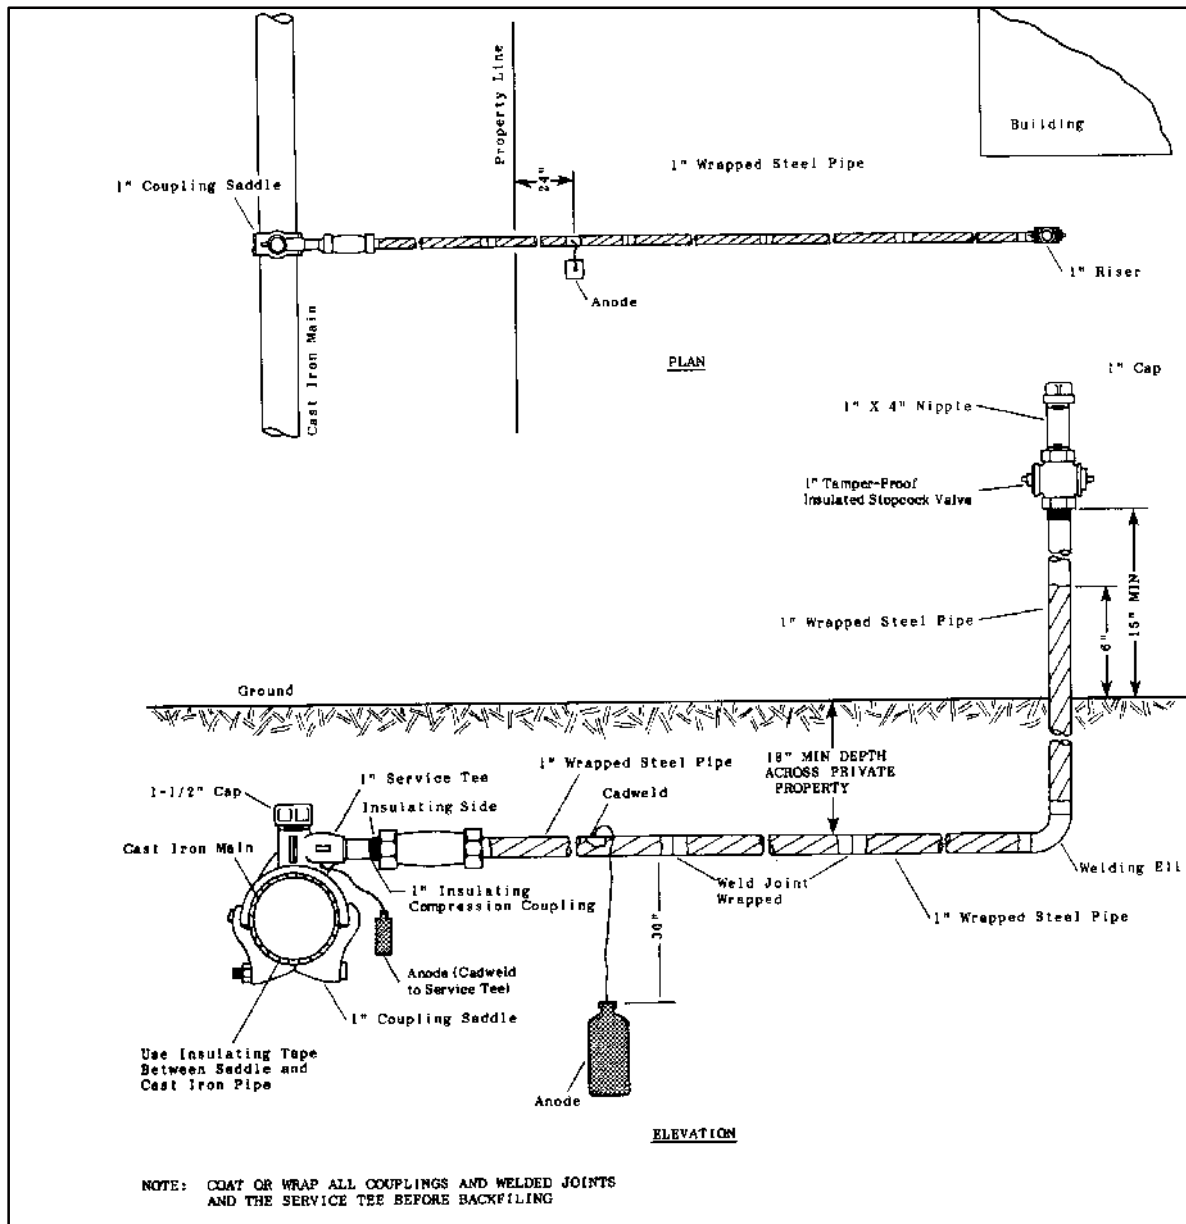 Property Line
Building
1" Wrapped Steel Pipe
24"
1" Coupling Saddle
1" Riser
Anode
Cast Iron Main
PLAN
1" Cap
1" X 4" Nipple
1" Tamper-Proof
Insulated Stopcock Valve
1" Wrapped Steel Pipe
6"
15" MIN
Ground
18" MIN DEPTH
ACROSS PRIVATE
PROPERTY
1" Wrapped Steel Pipe
1" Service Tee
Cadweld
1-1/2" Cap
Insulating Side
Cast Iron Main
Welding Ell
Weld Joint
Wrapped
1" Insulating
Compression Coupling
1" Wrapped Steel Pipe
30"
Anode (Cadweld
to Service Tee)
1" Coupling Saddle
Use Insulating Tape
Between Saddle and
Cast Iron Pipe
Anode
ELEVATION
NOTE: COAT OR WRAP ALL COUPLINGS AND WELDED JOINTS
AND THE SERVICE TEE BEFORE BACKFILING